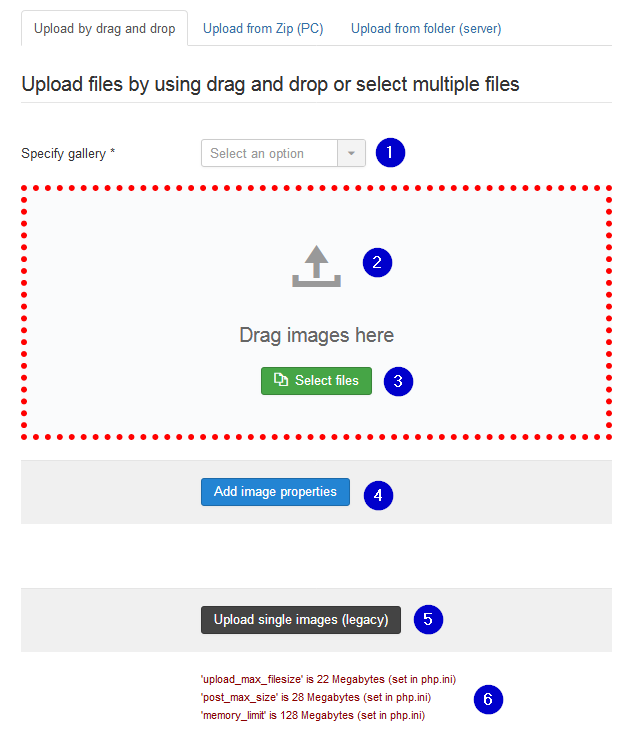 Upload by drag and drop Upload from Zip (PC) Upload from folder (server)
Upload files by using drag and drop or select multiple files
Specify gallery * Select an option 1
2
Drag images here
Select files 3
Add image properties 4
Upload single images (legacy) 5
'upload_max_filesize' is 22 Megabytes (set in php.ini)
'post_max_size' is 28 Megabytes (set in php.ini) 6
'memory_limit' is 128 Megabytes (set in php.ini)